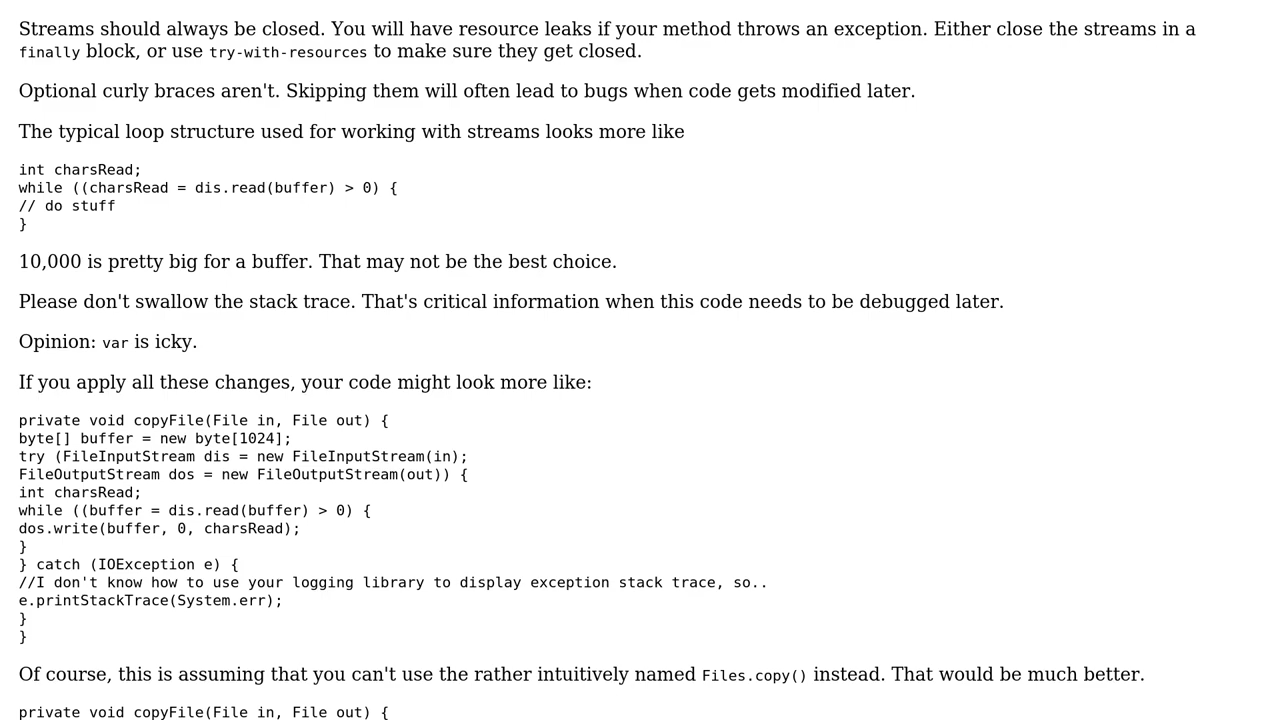 Streams should always be closed. You will have resource leaks if your method throws an exception. Either close the streams in a
finally block, or use try-with-resources to make sure they get closed.
Optional curly braces aren't. Skipping them will often lead to bugs when code gets modified later.
The typical loop structure used for working with streams looks more like
int charsRead;
while ((charsRead = dis.read(buffer) > 0) {
// do stuff
}
10,000 is pretty big for a buffer. That may not be the best choice.
Please don't swallow the stack trace. That's critical information when this code needs to be debugged later.
Opinion: var is icky.
If you apply all these changes, your code might look more like:
private void copyFile(File in, File out) {
byte[] buffer = new byte[1024];
try (FileInputStream dis = new FileInputStream(in);
FileOutputStream dos = new FileOutputStream(out)) {
int charsRead;
while ((buffer = dis.read(buffer) > 0) {
dos.write(buffer, 0, charsRead);
}
} catch (IOException e) {
//I don't know how to use your logging library to display exception stack trace, so..
e.printStackTrace(System.err);
}
}
Of course, this is assuming that you can't use the rather intuitively named Files.copy() instead. That would be much better.
private void copyFile(File in, File out) {